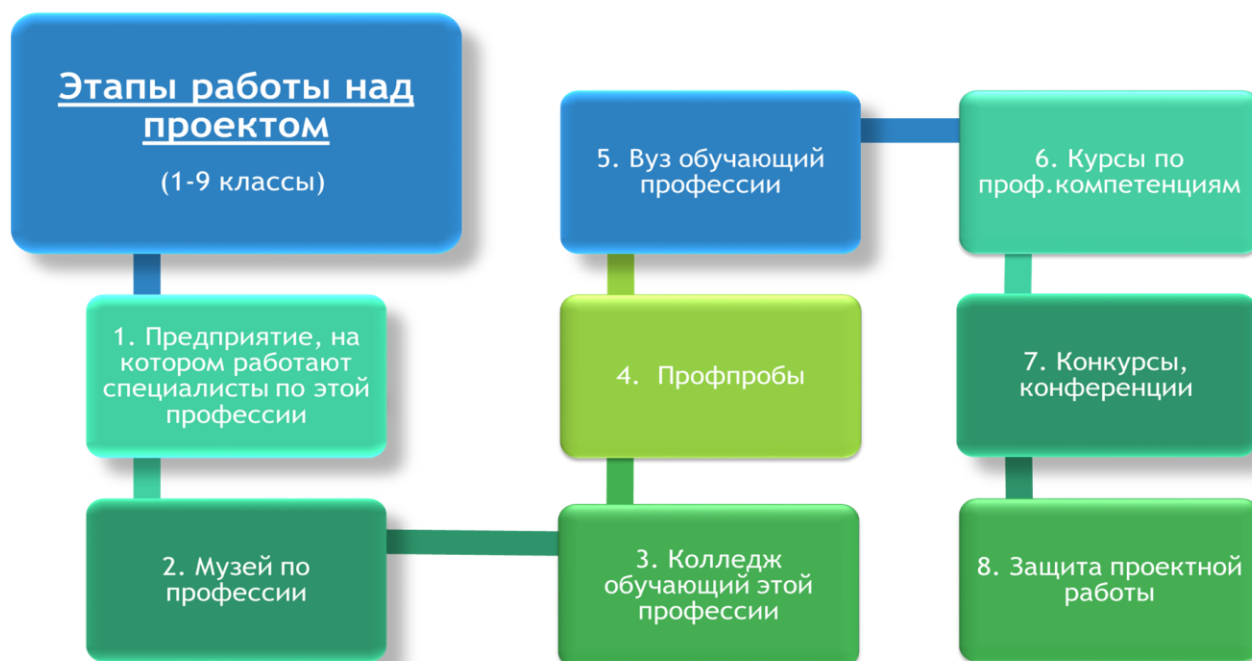 Этапы работы над
проектом
(1-9 классы)
1. Предприятие, на
котором работают
специалисты по этой
профессии
2. Музей по
профессии
3. Колледж
обучающий этой
профессии
4. Профпробы
5. Вуз обучающий
профессии
6. Курсы по
проф.компетенциям
7. Конкурсы,
конференции
8. Защита проектной
работы